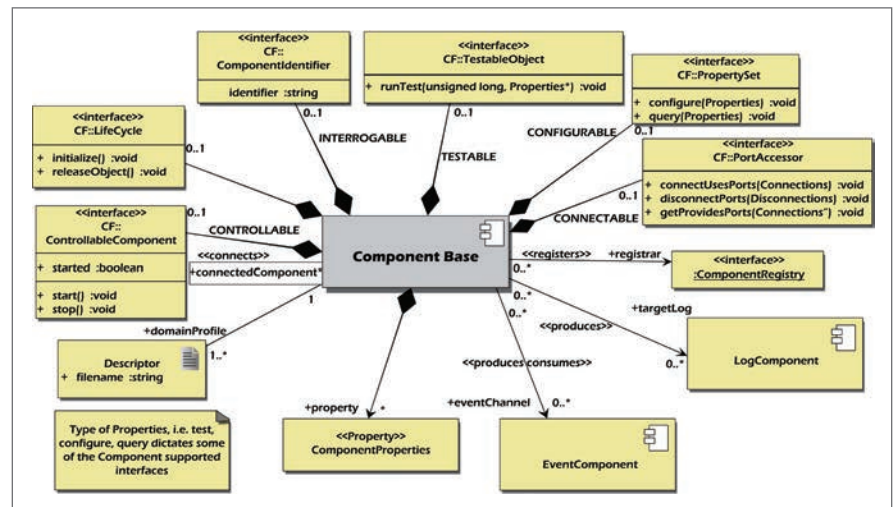 <<interface>>
CF::
ComponentIdentifier
identifier :string
<<interface>>
CF::TestableObject
+ runTest(unsigned long, Properties*) :void
<<interface>>
CF::PropertySet
+ configure(Properties) :void
+ query(Properties) :void
<<interface>>
CF::LifeCycle
+ initialize() :void
+ releaseObject() :void
0..1
0..1
0..1
0..1
INTERROGABLE
TESTABLE
CONFIGURABLE
<<interface>>
CF::PortAccessor
+ connectUsesPorts(Connections) :void
+ disconnectPorts(Disconnections) :void
+ getProvidesPorts(Connections*) :void
0..1
CONNECTABLE
<<interface>>
CF::
ControllableComponent
+ started :boolean
+ start() :void
+ stop() :void
0..1
CONTROLLABLE
<<connects>>
+connectedComponent*
Component Base
<<registers>>
+registrar
0..*
<<interface>>
:ComponentRegistry
1
0..*
0..*
+domainProfile
1..*
Descriptor
+ filename :string
+targetLog
<<produces>>
0..*
LogComponent
<<produces consumes>>
+property
*
+eventChannel
0..*
Type of Properties, i.e. test,
configure, query dictates some
of the Component supported
interfaces
<<Property>>
ComponentProperties
EventComponent